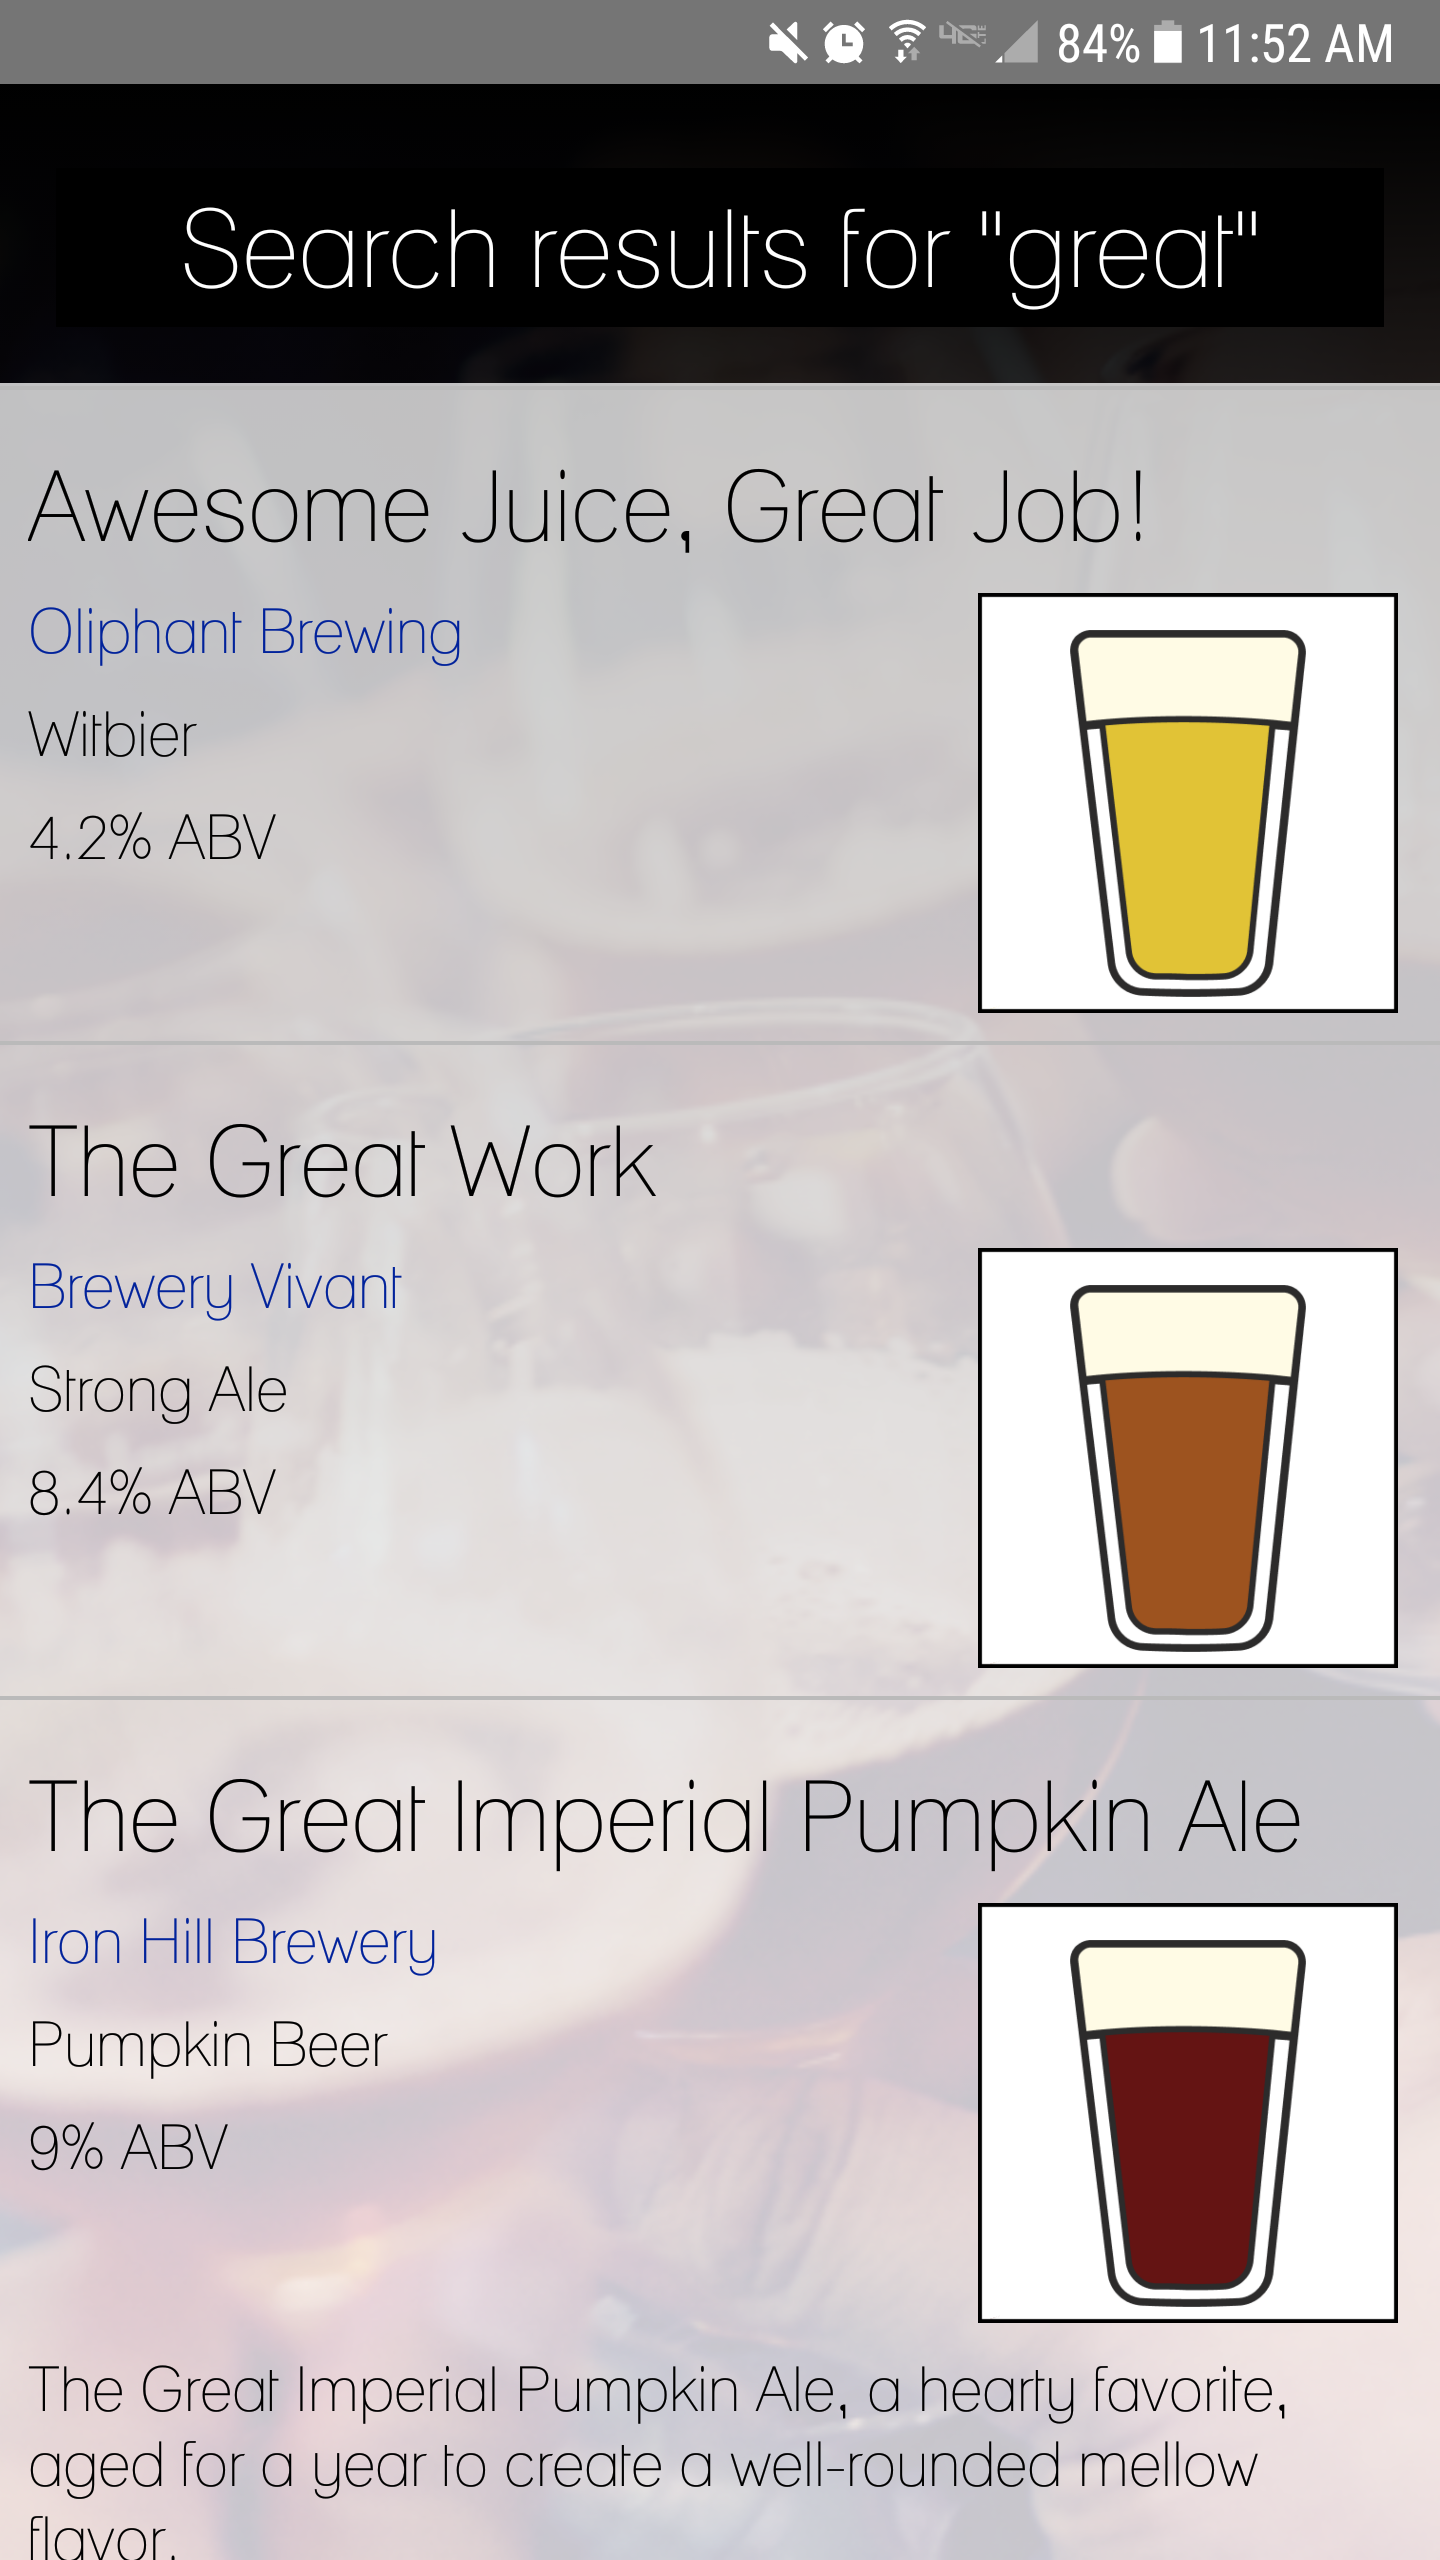 84% 11:52 AM
Search results for "great"
Awesome Juice, Great Job!
Oliphant Brewing
Witbier
4.2% ABV
The Great Work
Brewery Vivant
Strong Ale
8.4% ABV
The Great Imperial Pumpkin Ale
Iron Hill Brewery
Pumpkin Beer
9% ABV
The Great Imperial Pumpkin Ale, a hearty favorite,
aged for a year to create a well-rounded mellow
flavor.